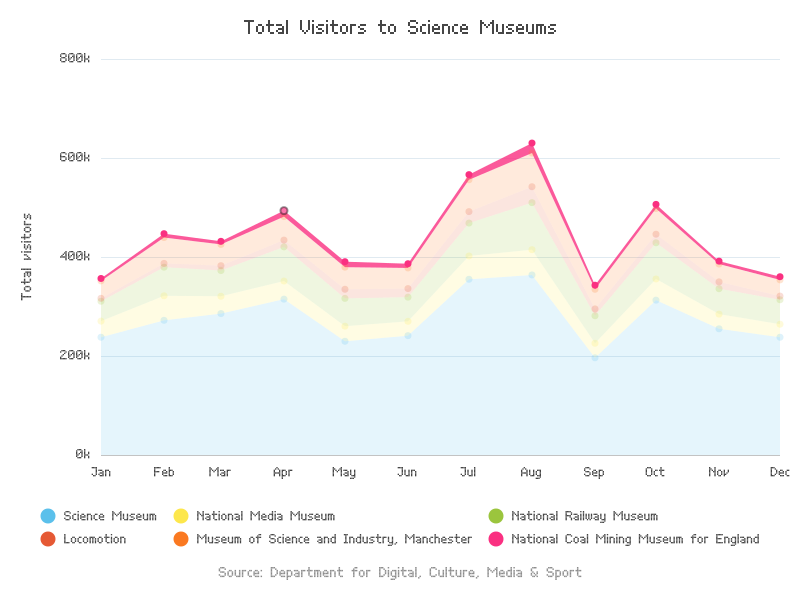 Total Visitors to Science Museums
800k
600k
400k
200k
0k
Total visitors
Jan Feb Mar Apr May Jun Jul Aug Sep Oct Nov Dec
Science Museum National Media Museum National Railway Museum
Locomotion Museum of Science and Industry, Manchester National Coal Mining Museum for England
Source: Department for Digital, Culture, Media & Sport